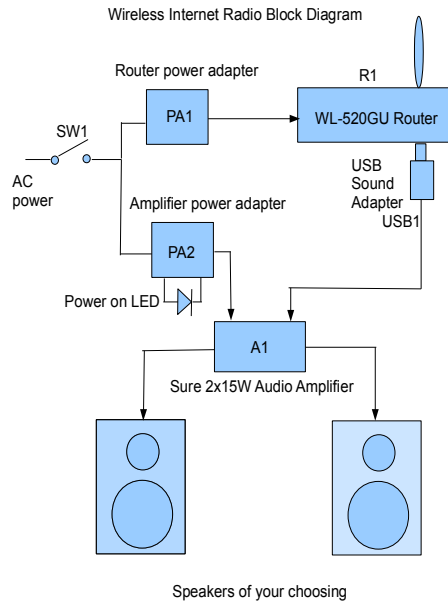 Wireless Internet Radio Block Diagram
Router power adapter
R1
PA1
WL-520GU Router
SW1
AC
power
USB
Sound
Adapter
USB1
Amplifier power adapter
PA2
Power on LED
A1
Sure 2x15W Audio Amplifier
Speakers of your choosing